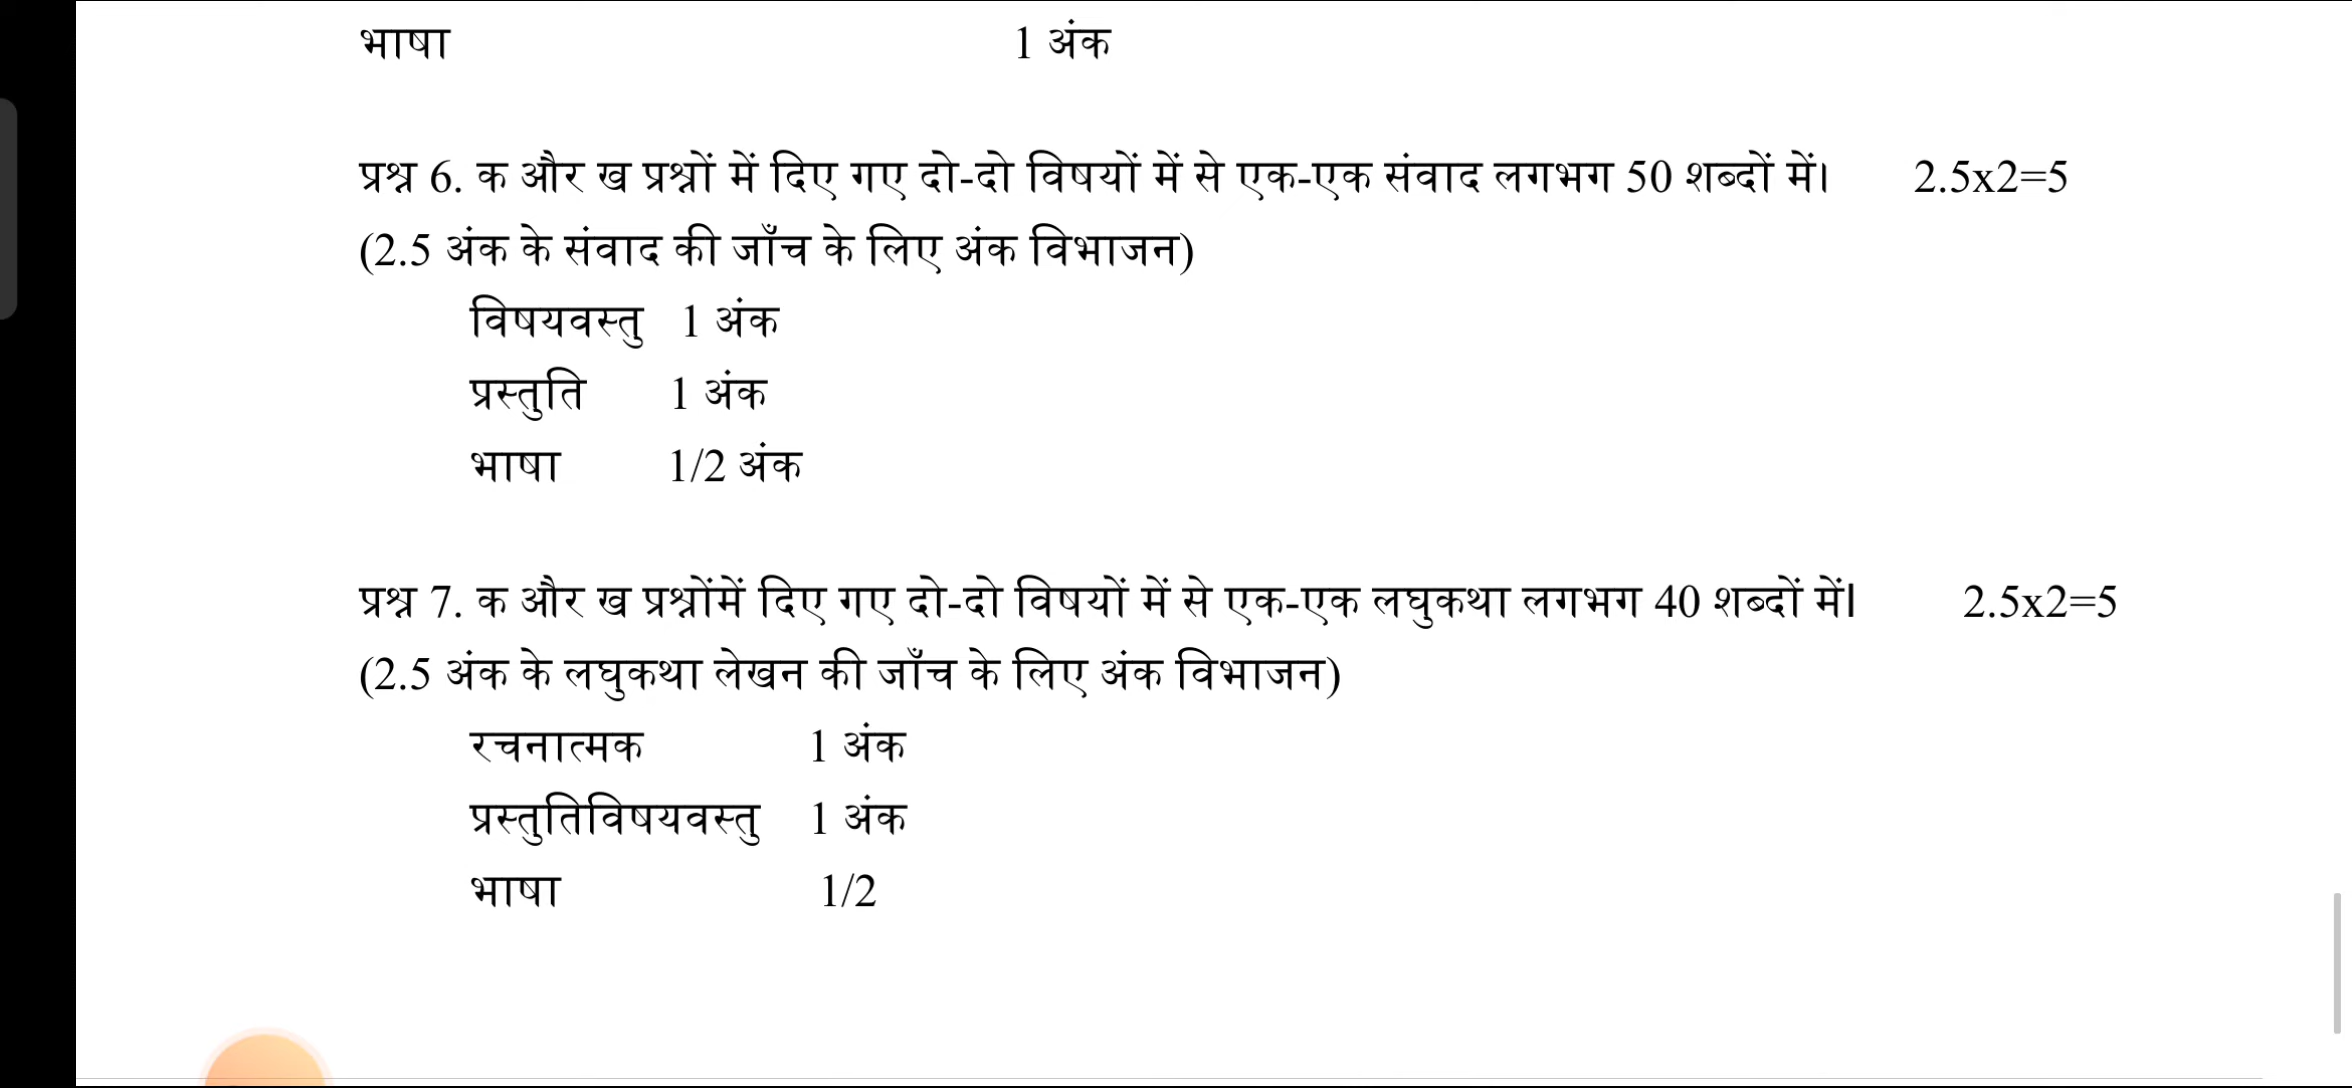 भाषा 1 अंक
प्रश्न 6. क और ख प्रश्नों में दिए गए दो-दो विषयों में से एक-एक संवाद लगभग 50 शब्दों में। 2.5x2=5
(2.5 अंक के संवाद की जाँच के लिए अंक विभाजन)
विषयवस्तु 1 अंक
प्रस्तुति 1 अंक
भाषा 1/2 अंक
प्रश्न 7. क और ख प्रश्नोंमें दिए गए दो-दो विषयों में से एक-एक लघुकथा लगभग 40 शब्दों में। 2.5x2=5
(2.5 अंक के लघुकथा लेखन की जाँच के लिए अंक विभाजन)
रचनात्मक 1 अंक
प्रस्तुतिविषयवस्तु 1 अंक
भाषा 1/2